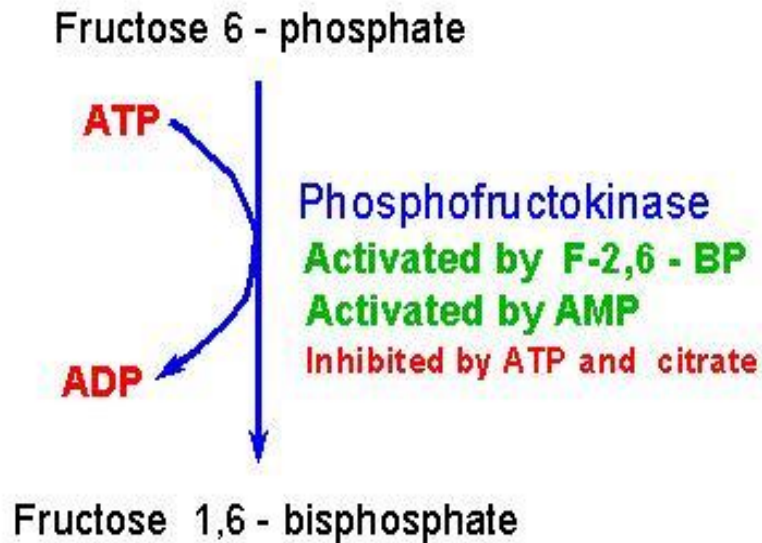 Fructose 6 - phosphate
ATP
Phosphofructokinase
Activated by F-2,6 - BP
Activated by AMP
Inhibited by ATP and citrate
ADP
Fructose 1,6 - bisphosphate